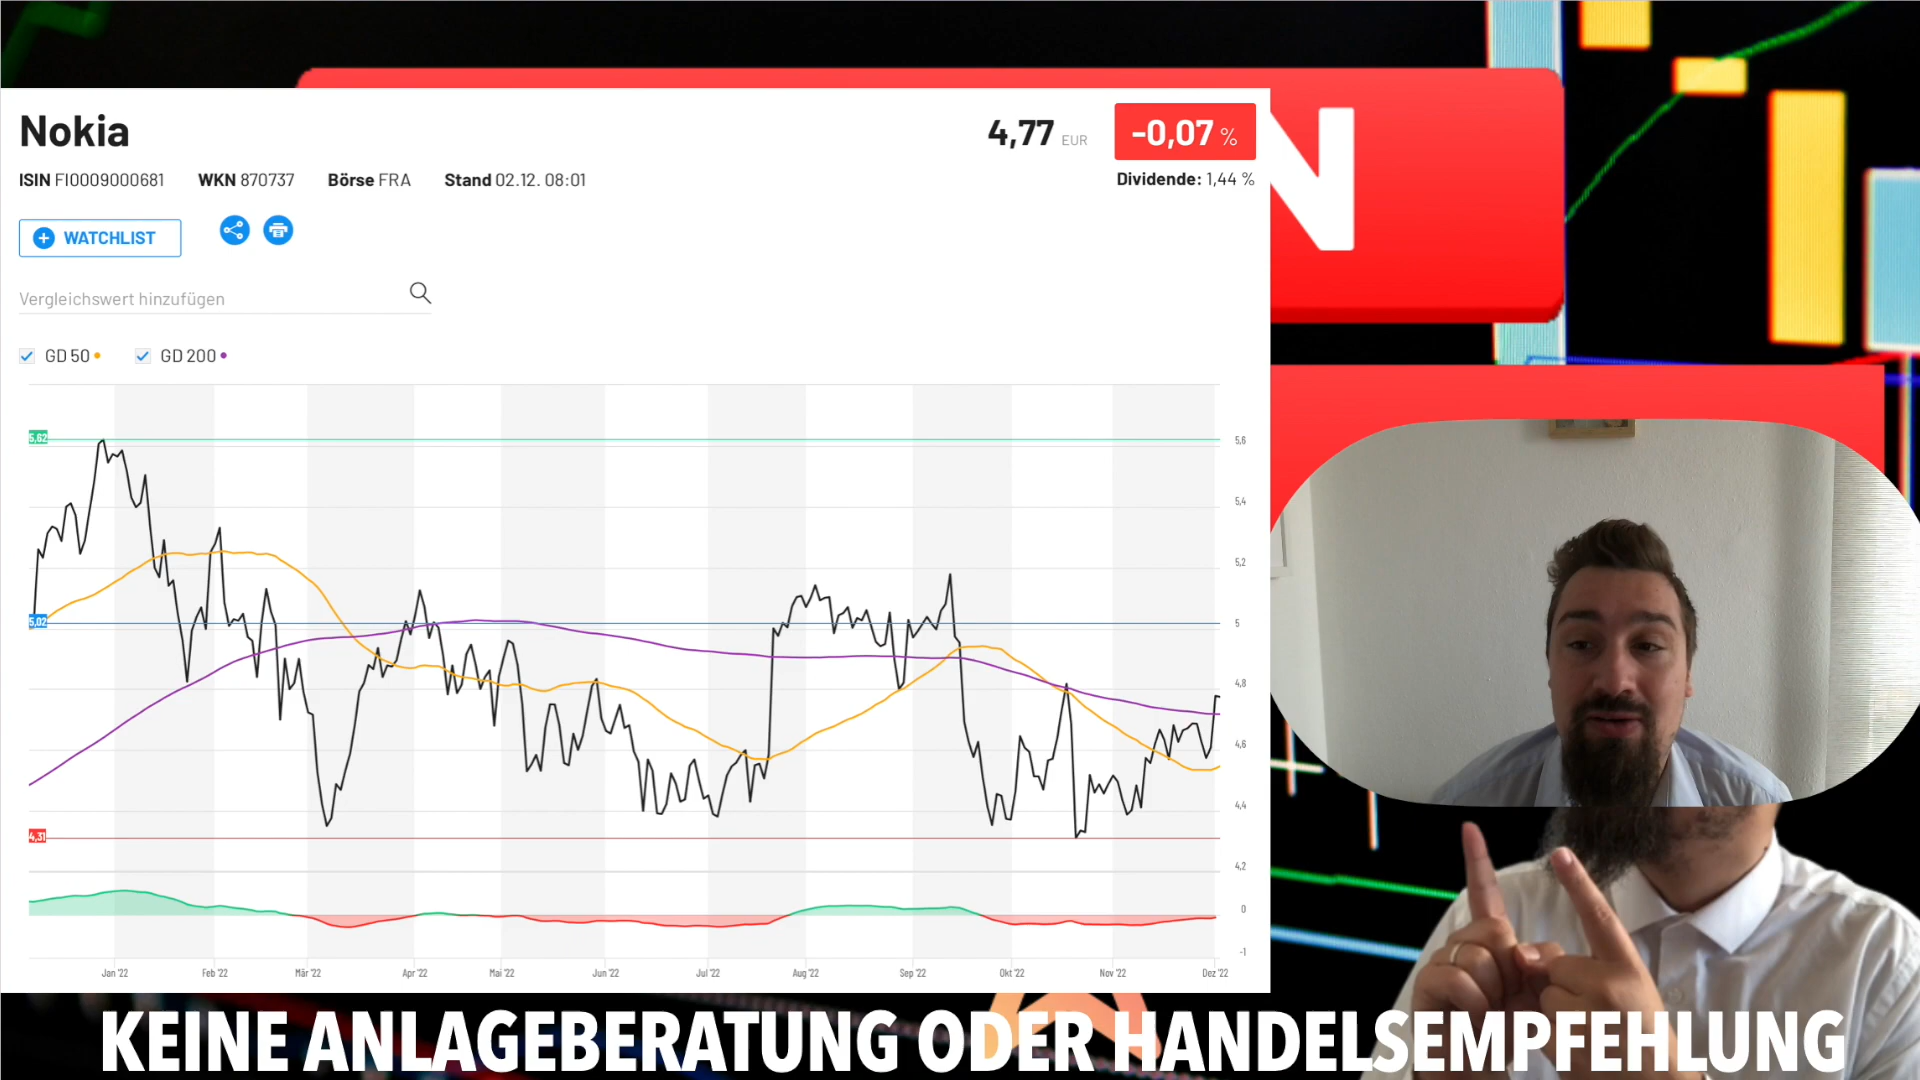 Nokia
4,77 EUR
-0,07 %
ISIN FI0009000681 WKN 870737 Börse FRA Stand 02.12. 08:01
Dividende: 1,44 %
N
WATCHLIST
Vergleichswert hinzufügen
GD 50 GD 200
5,62
5,6
5,4
5,2
5,02
5
4,8
4,6
4,4
4,31
4,2
0
-1
Jan '22 Feb '22 Mär '22 Apr '22 Mai '22 Jun '22 Jul '22 Aug '22 Sep '22 Okt '22 Nov '22 Dez '22
KEINE ANLAGEBERATUNG ODER HANDELSEMPFEHLUNG